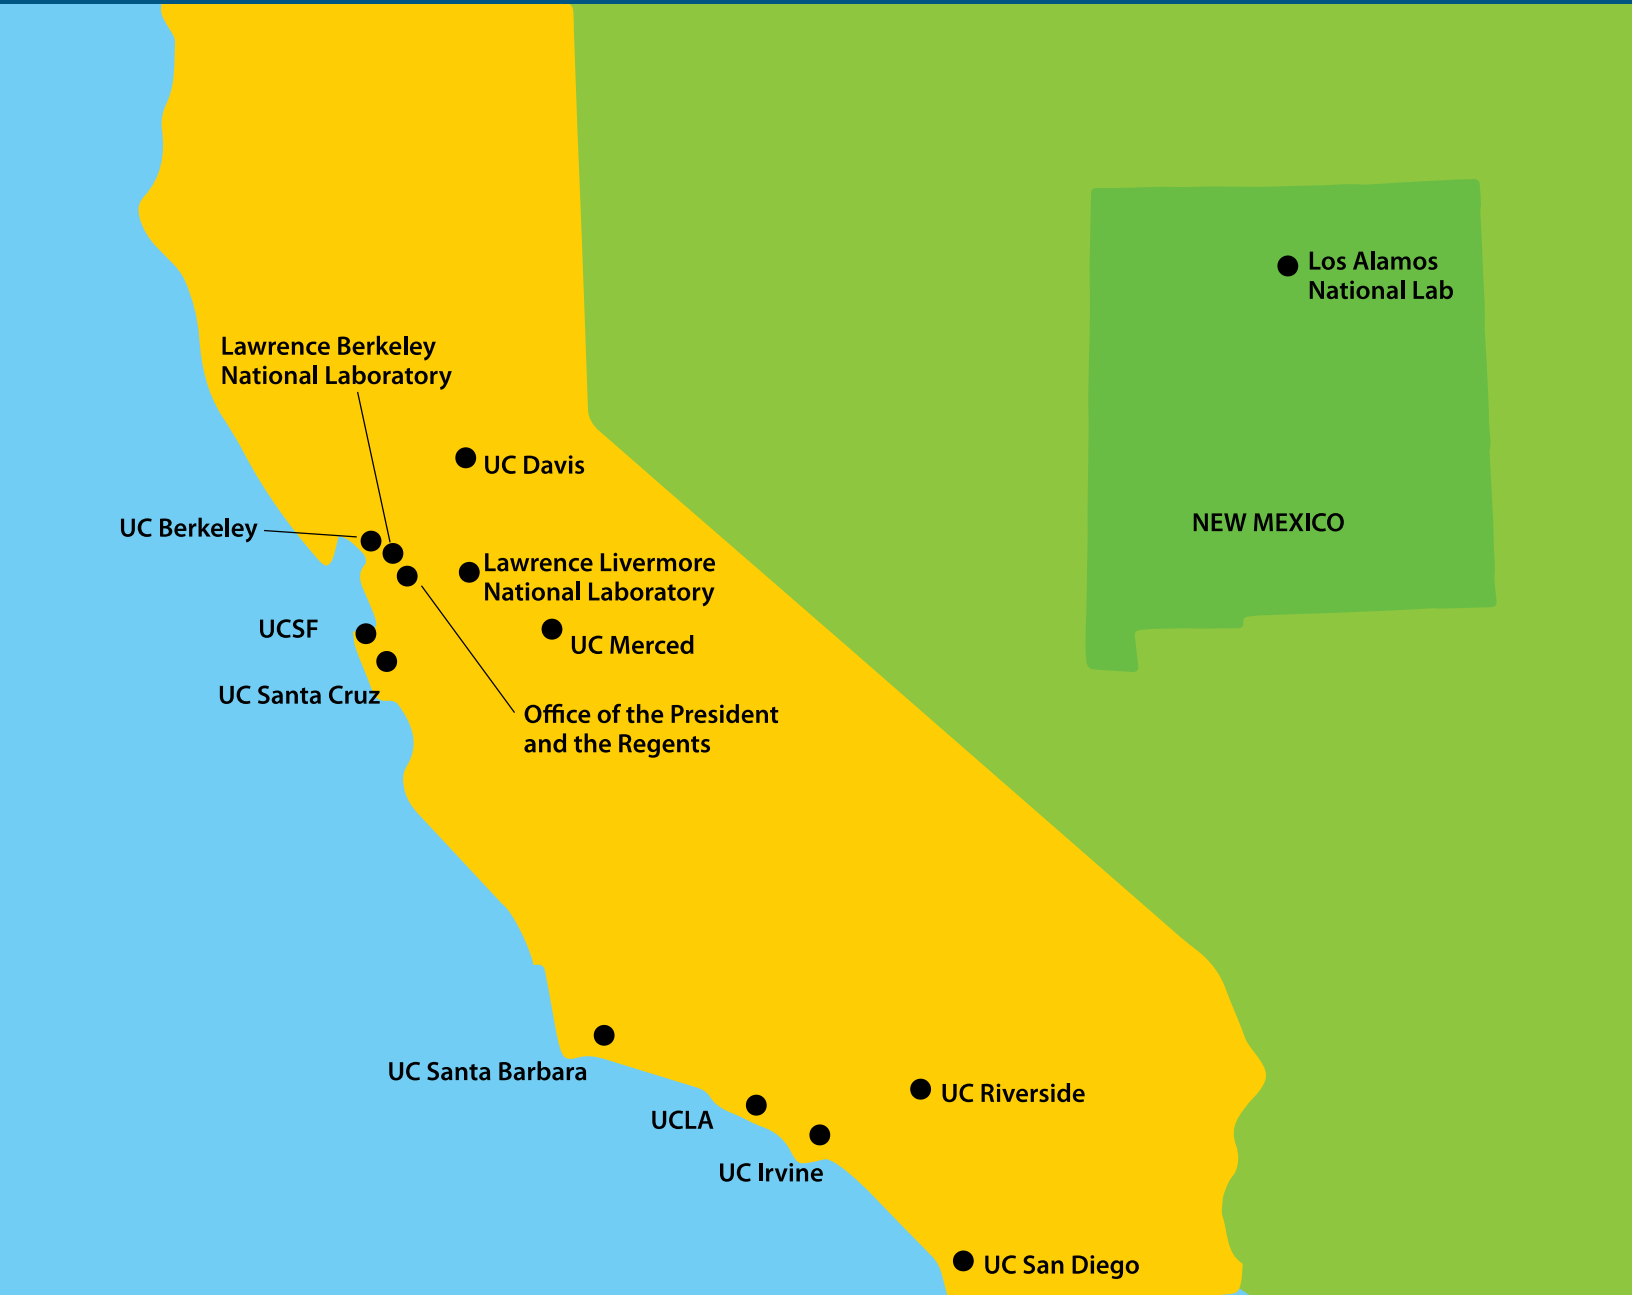 Los Alamos
National Lab
Lawrence Berkeley
National Laboratory
UC Davis
UC Berkeley
NEW MEXICO
Lawrence Livermore
National Laboratory
UCSF
UC Merced
UC Santa Cruz
Office of the President
and the Regents
UC Santa Barbara
UC Riverside
UCLA
UC Irvine
UC San Diego